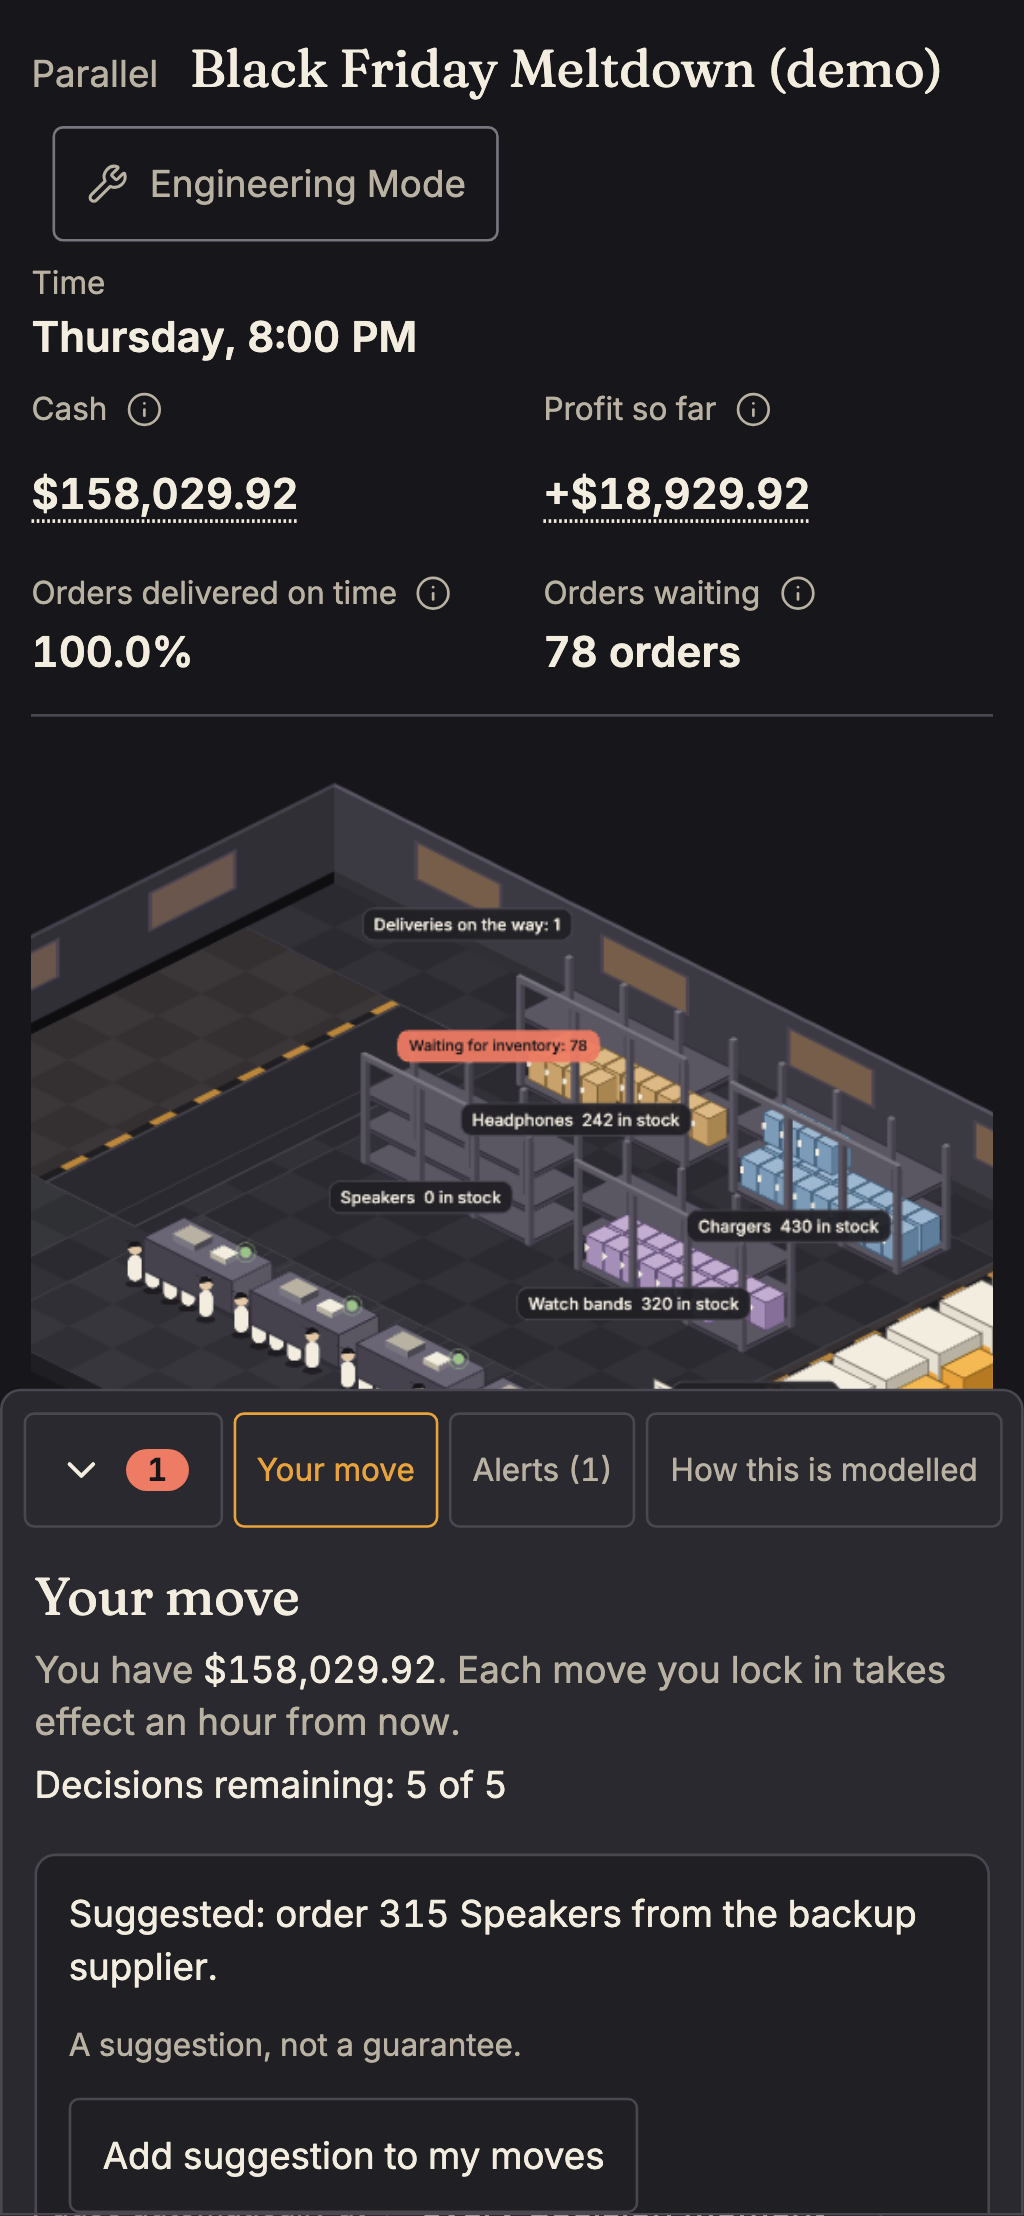 Parallel Black Friday Meltdown (demo)
Engineering Mode
Time
Thursday, 8:00 PM
Cash
Profit so far
$158,029.92
+$18,929.92
Orders delivered on time
Orders waiting
100.0%
78 orders
Deliveries on the way: 1
Waiting for inventory: 78
Headphones 242 in stock
Speakers 0 in stock
Chargers 430 in stock
Watch bands 320 in stock
1
Your move
Alerts (1)
How this is modelled
Your move
You have $158,029.92. Each move you lock in takes
effect an hour from now.
Decisions remaining: 5 of 5
Suggested: order 315 Speakers from the backup
supplier.
A suggestion, not a guarantee.
Add suggestion to my moves